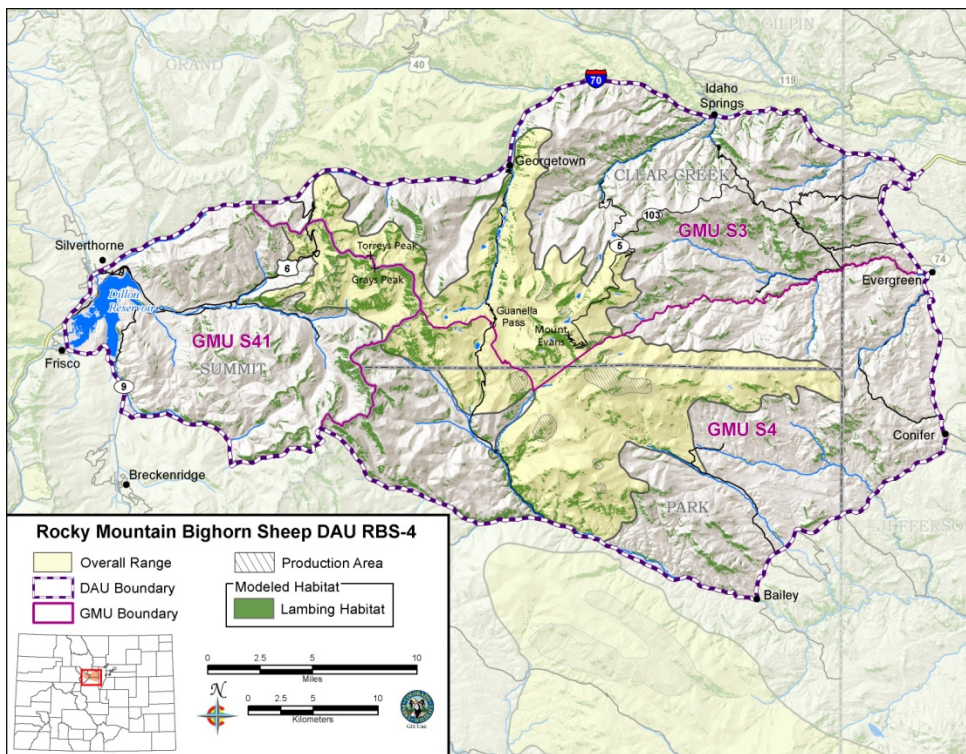 GILPIN
GRAND
40
119
70
Idaho
Springs
Georgetown
CLEAR CREEK
103
GMU S3
5
Silverthorne
Torreys Peak
6
Grays Peak
74
Evergreen
Dillon
Reservoir
Guanella
Pass
Mount
Evans
GMU S41
Frisco
SUMMIT
9
GMU S4
Conifer
Breckenridge
PARK
JEFFERSON
Bailey
Rocky Mountain Bighorn Sheep DAU RBS-4
Overall Range
Production Area
DAU Boundary
Modeled Habitat
GMU Boundary
Lambing Habitat
0 2.5 5 10
Miles
N
0 2.5 5 10
Kilometers
GIS Unit